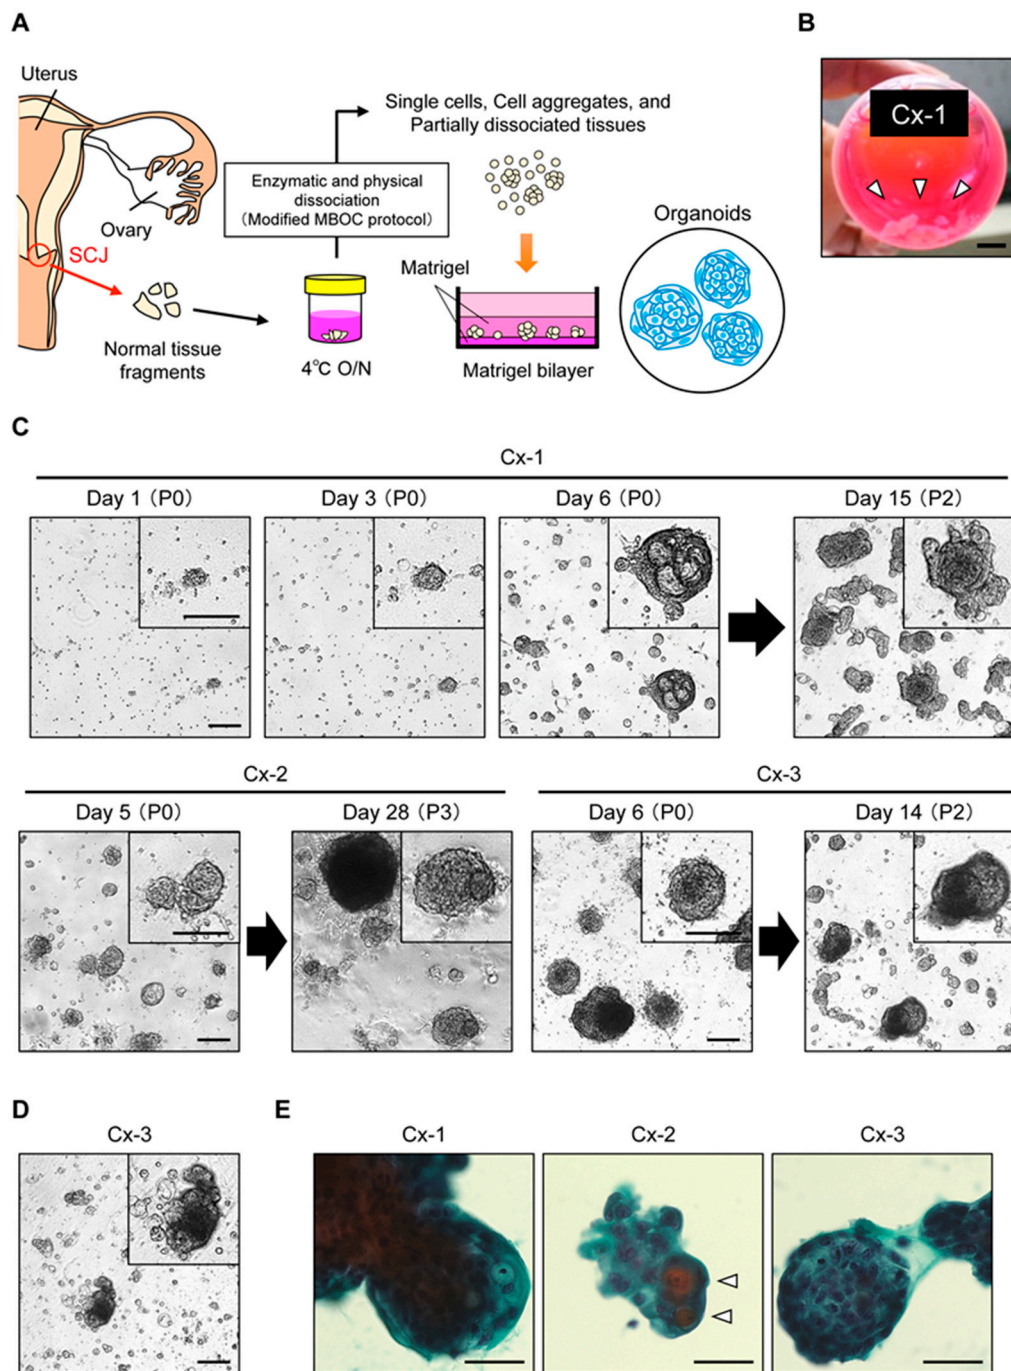 A
Uterus
Ovary
SCJ
Normal tissue
fragments
Enzymatic and physical
dissociation
(Modified MBOC protocol)
4℃ O/N
Single cells, Cell aggregates, and
Partially dissociated tissues
Matrigel
Matrigel bilayer
Organoids
B
Cx-1
C
Cx-1
Day 1 (P0)
Day 3 (P0)
Day 6 (P0)
Day 15 (P2)
Cx-2
Cx-3
Day 5 (P0)
Day 28 (P3)
Day 6 (P0)
Day 14 (P2)
D
Cx-3
E
Cx-1
Cx-2
Cx-3